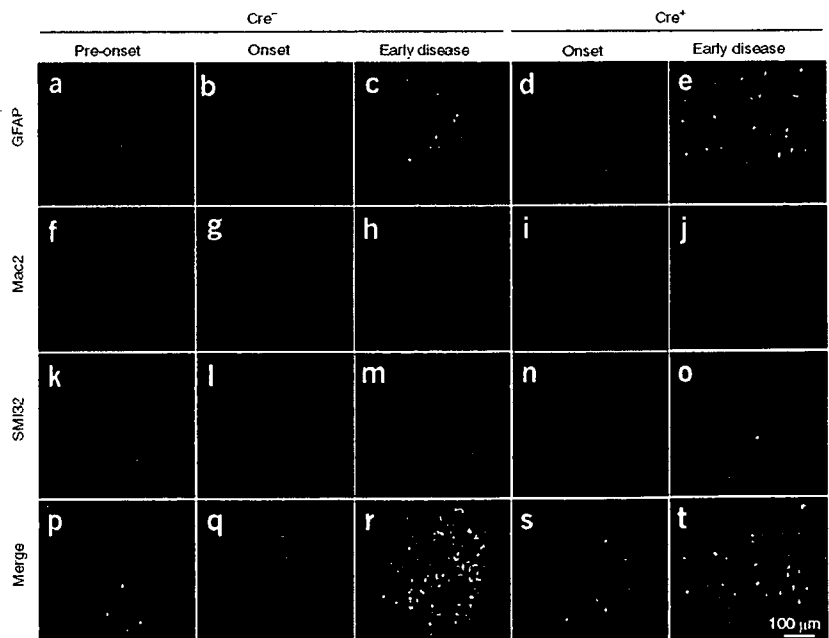 Cre⁻ Cre⁺
Pre-onset Onset Early disease Onset Early disease
GFAP a b c d e
Mac2 f g h i j
SMI32 k l m n o
Merge p q r s t
100 μm